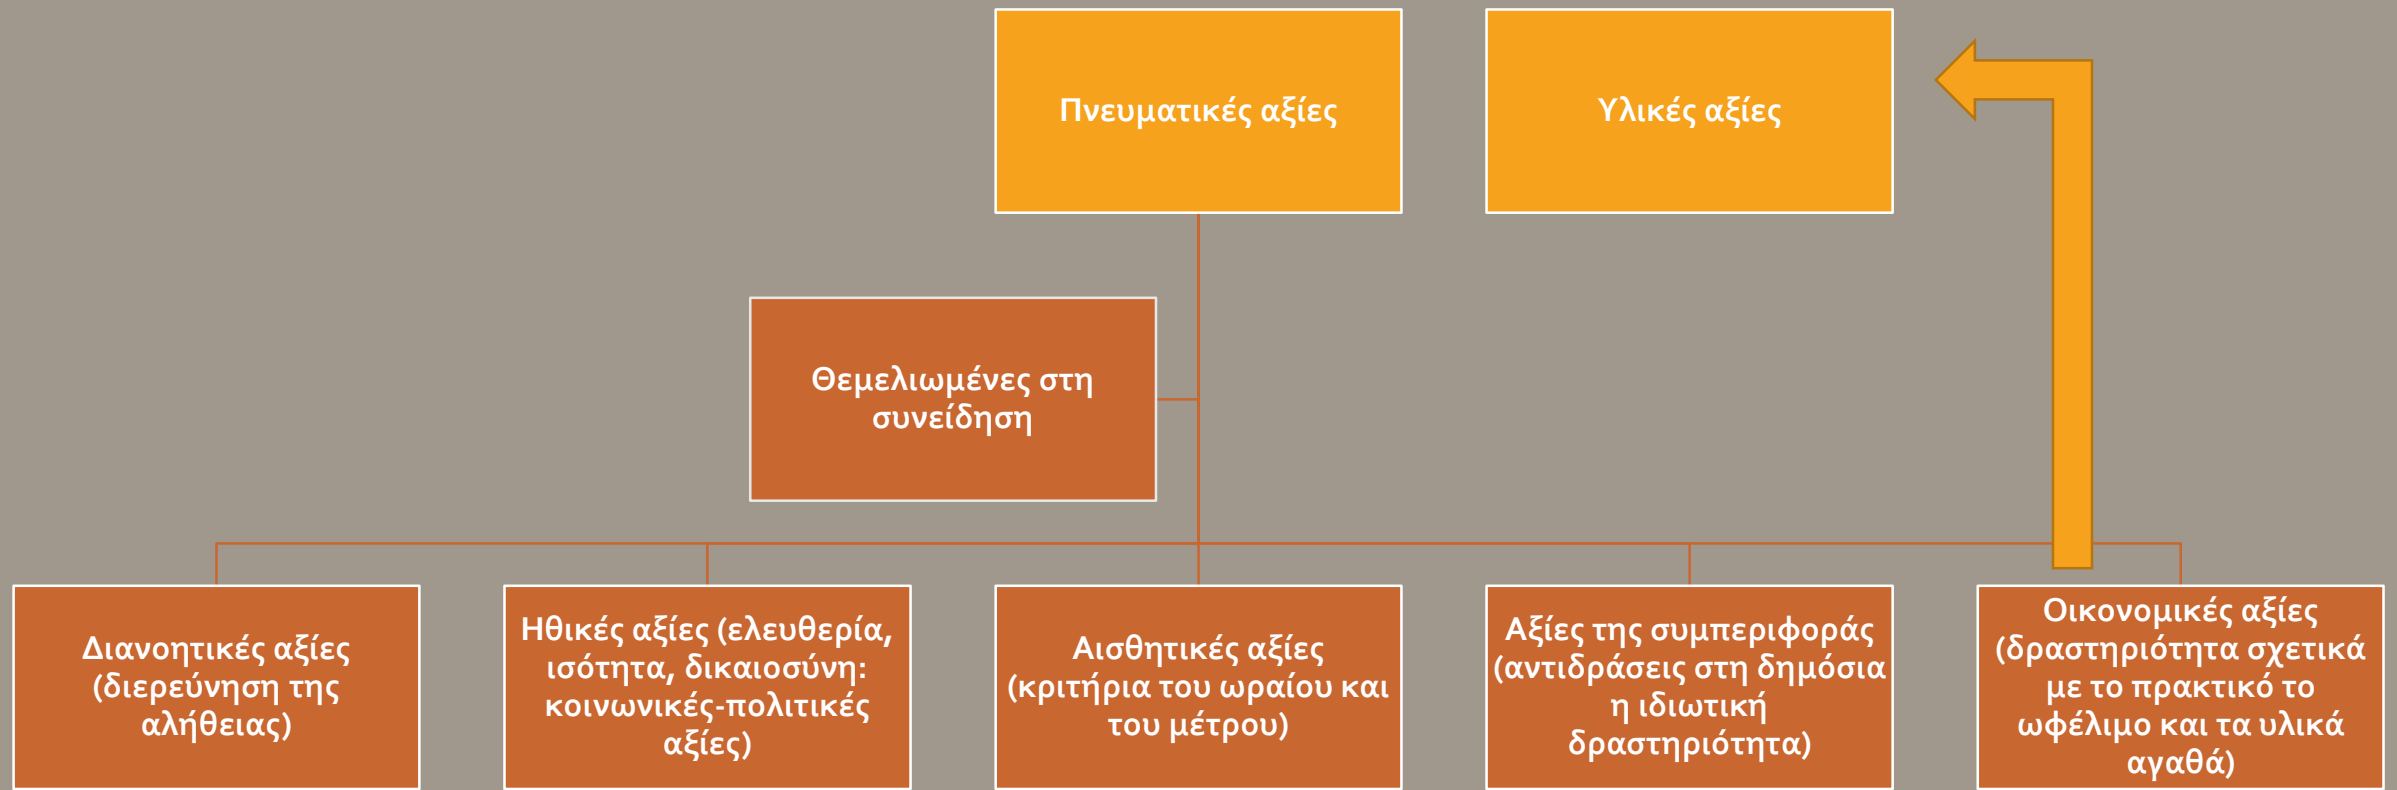 Πνευματικές αξίες
Υλικές αξίες
Θεμελιωμένες στη
συνείδηση
Διανοητικές αξίες
(διερεύνηση της
αλήθειας)
Ηθικές αξίες (ελευθερία,
ισότητα, δικαιοσύνη:
κοινωνικές-πολιτικές
αξίες)
Αισθητικές αξίες
(κριτήρια του ωραίου και
του μέτρου)
Αξίες της συμπεριφοράς
(αντιδράσεις στη δημόσια
η ιδιωτική
δραστηριότητα)
Οικονομικές αξίες
(δραστηριότητα σχετικά
με το πρακτικό το
ωφέλιμο και τα υλικά
αγαθά)